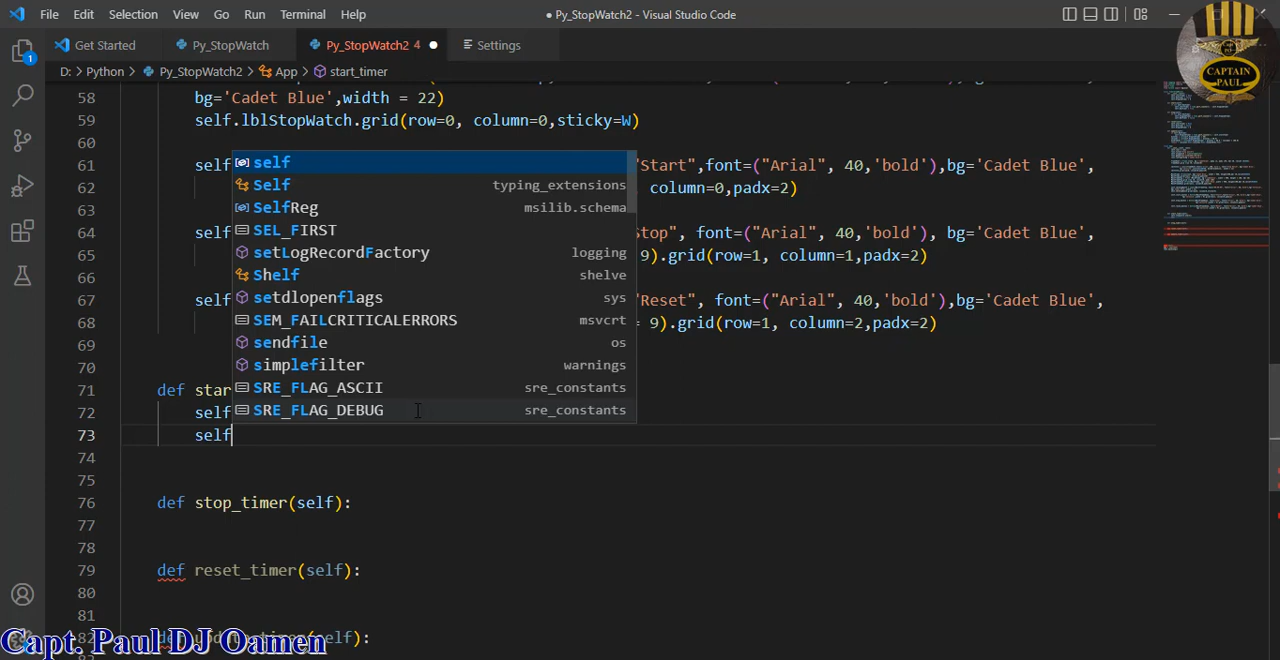 File Edit Selection View Go Run Terminal Help
● Py_StopWatch2 - Visual Studio Code
Get Started Py_StopWatch Py_StopWatch2 4 ● Settings
D: > Python > Py_StopWatch2 > App > start_timer
CAPTAIN
PAUL
1
58 bg='Cadet Blue',width = 22)
59 self.lblStopWatch.grid(row=0, column=0,sticky=W)
60
61 self "Start",font=("Arial", 40,'bold'),bg='Cadet Blue',
62 column=0,padx=2)
63
64 self Stop", font=("Arial", 40,'bold'), bg='Cadet Blue',
65 9).grid(row=1, column=1,padx=2)
66
67 self "Reset", font=("Arial", 40,'bold'),bg='Cadet Blue',
68 = 9).grid(row=1, column=2,padx=2)
69
70
71 def star
72 self
73 self
74
75
76 def stop_timer(self):
77
78
79 def reset_timer(self):
80
81
self):
self
Self typing_extensions
SelfReg msilib.schema
SEL_FIRST
setLogRecordFactory logging
Shelf shelve
setdlopenflags sys
SEM_FAILCRITICALERRORS msvcrt
sendfile os
simplefilter warnings
SRE_FLAG_ASCII sre_constants
SRE_FLAG_DEBUG sre_constants
Capt. Paul DJ Oamen